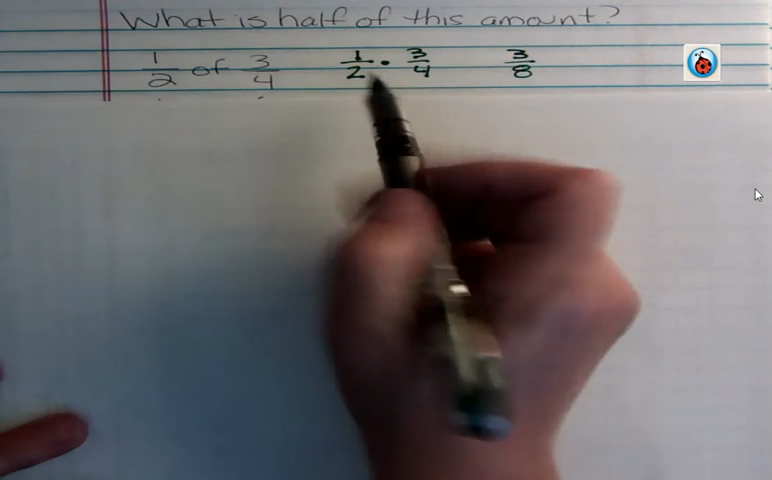 What is half of this amount?
1/2 of 3/4 1/2 · 3/4 3/8